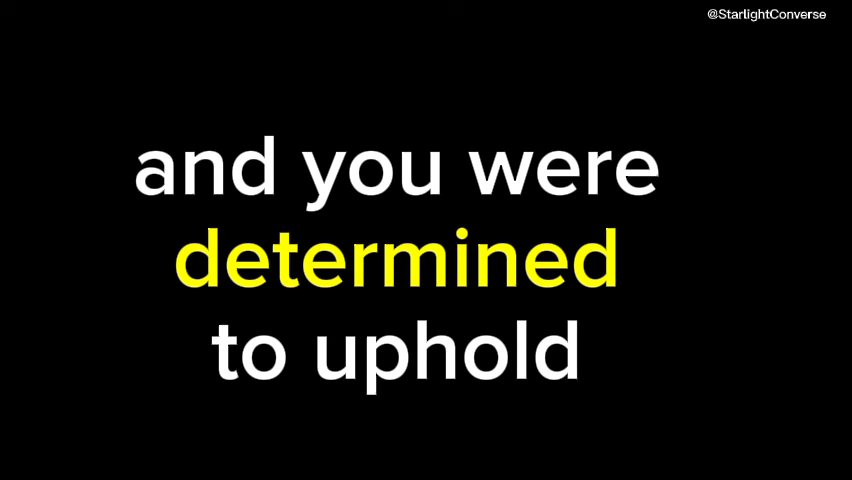 @StarlightConverse
and you were
determined
to uphold